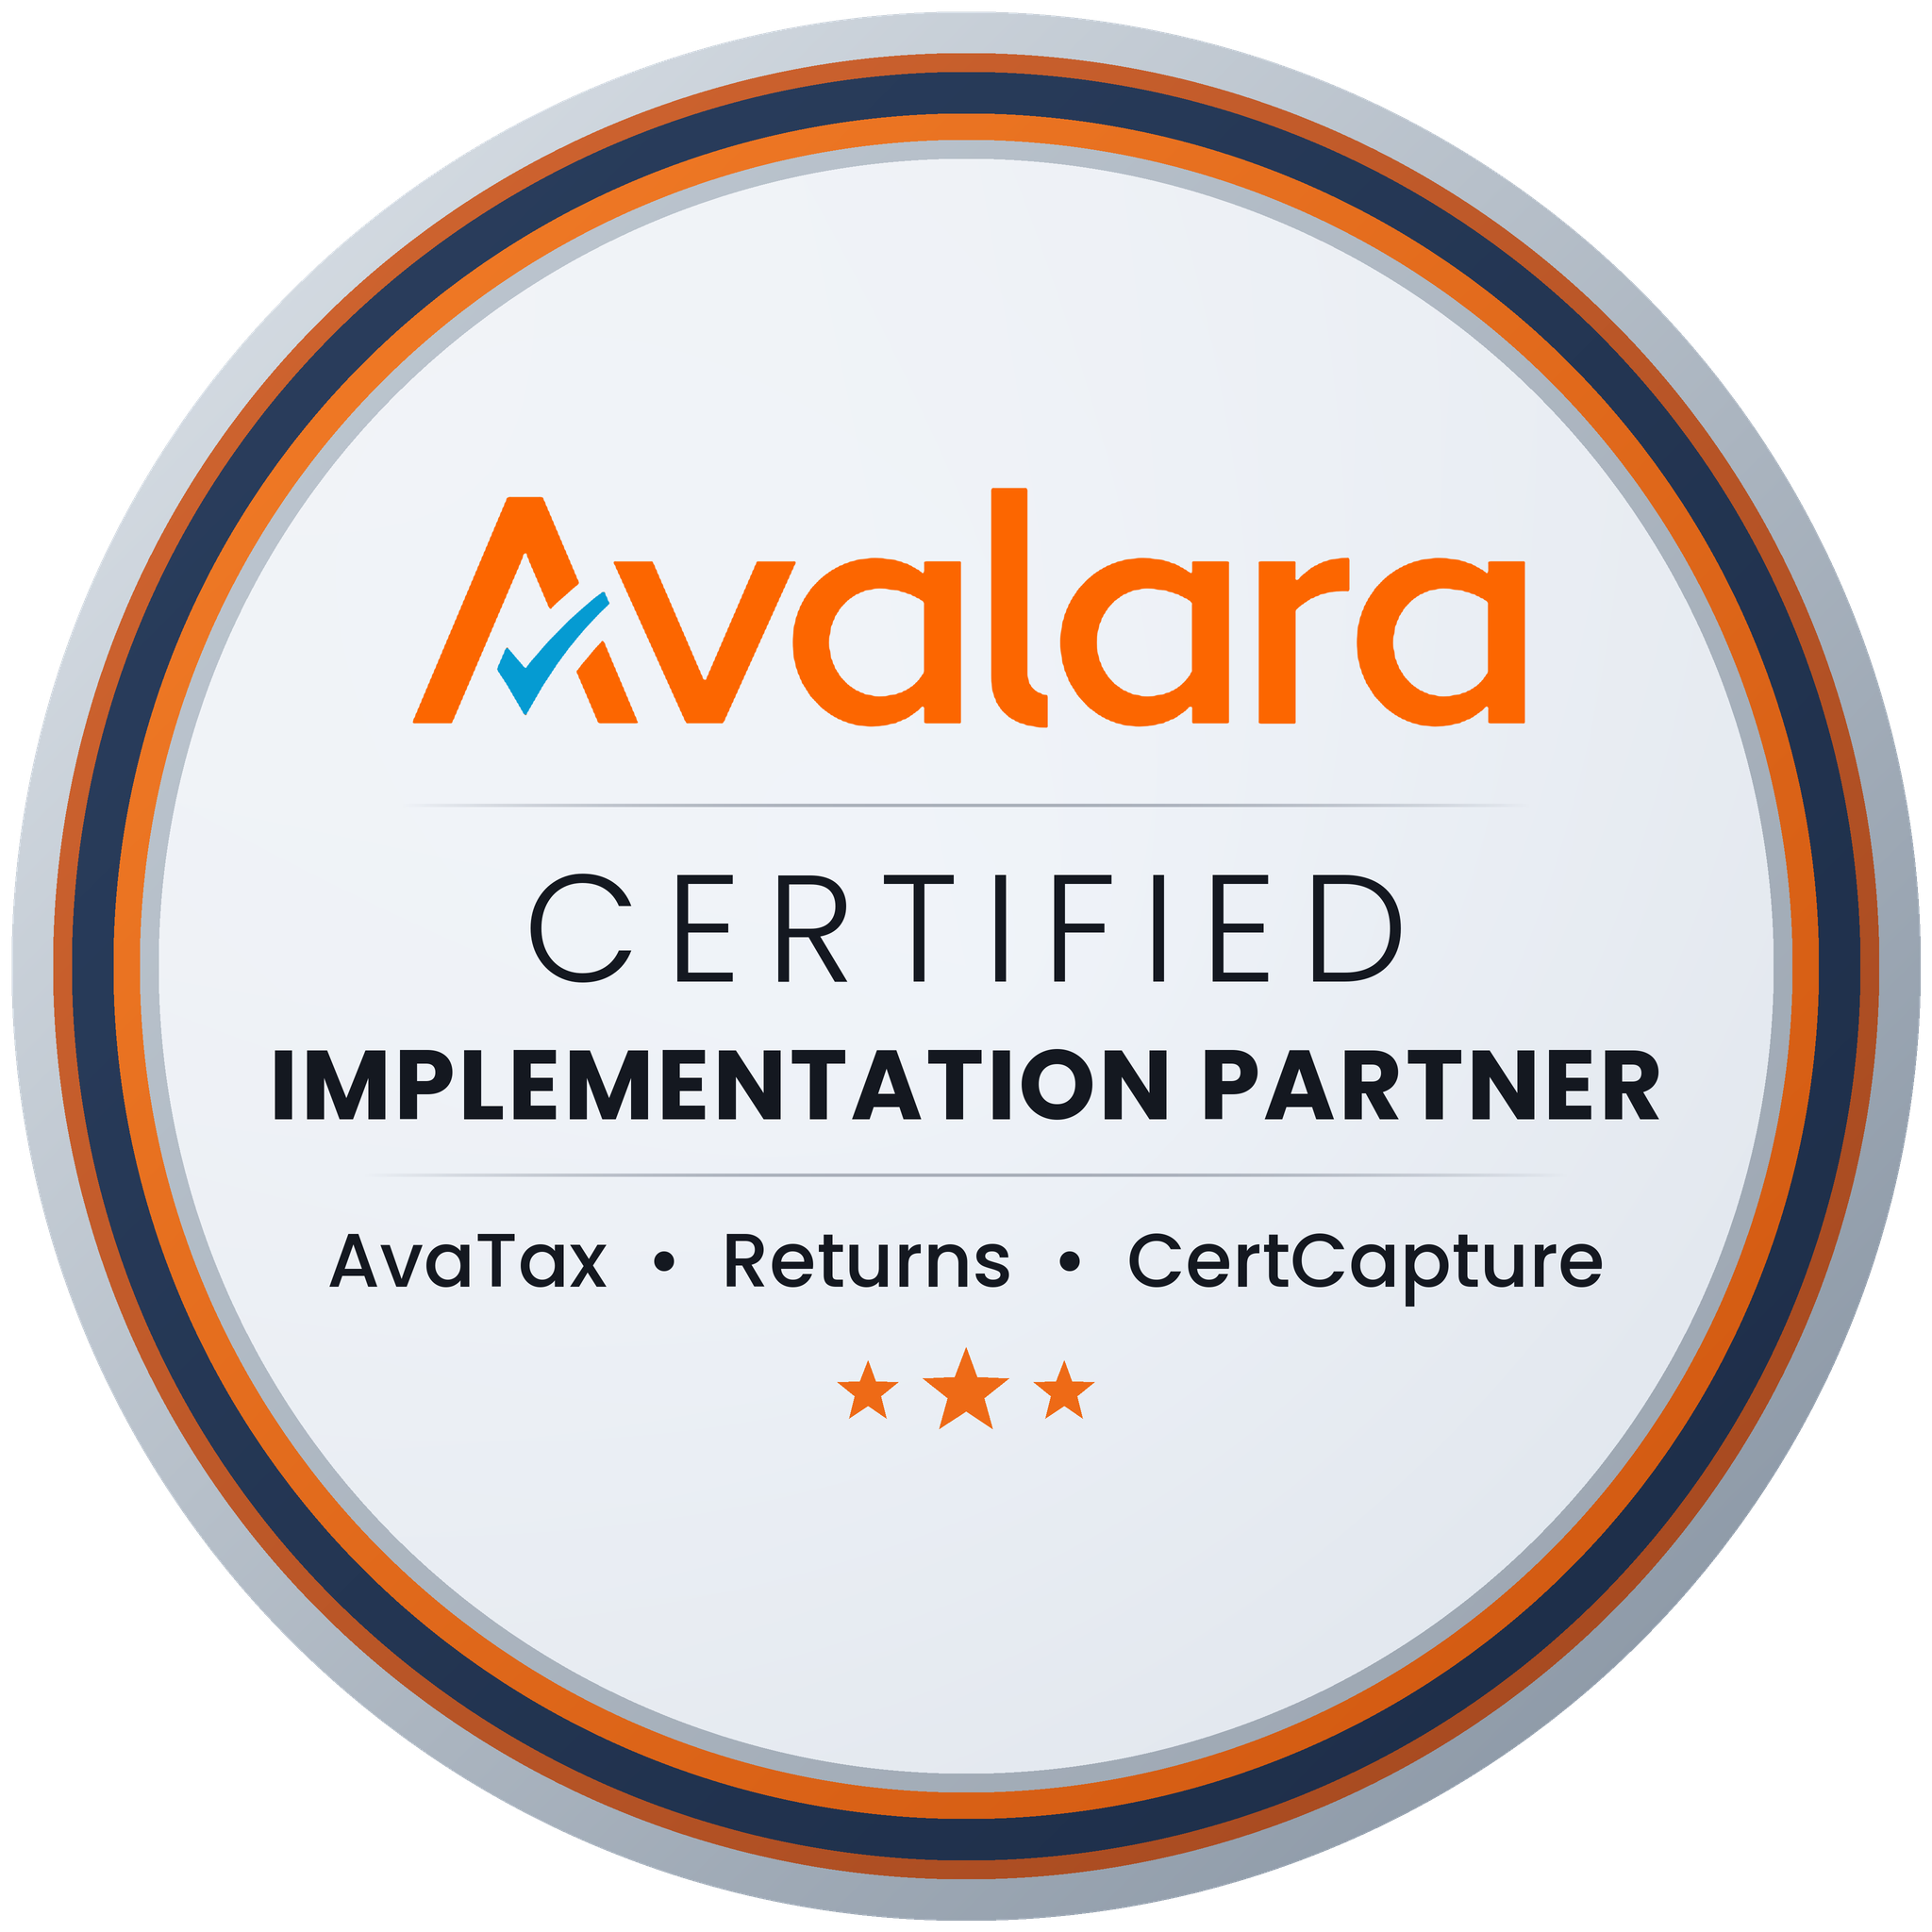 Avalara
CERTIFIED
IMPLEMENTATION PARTNER
AvaTax • Returns • CertCapture